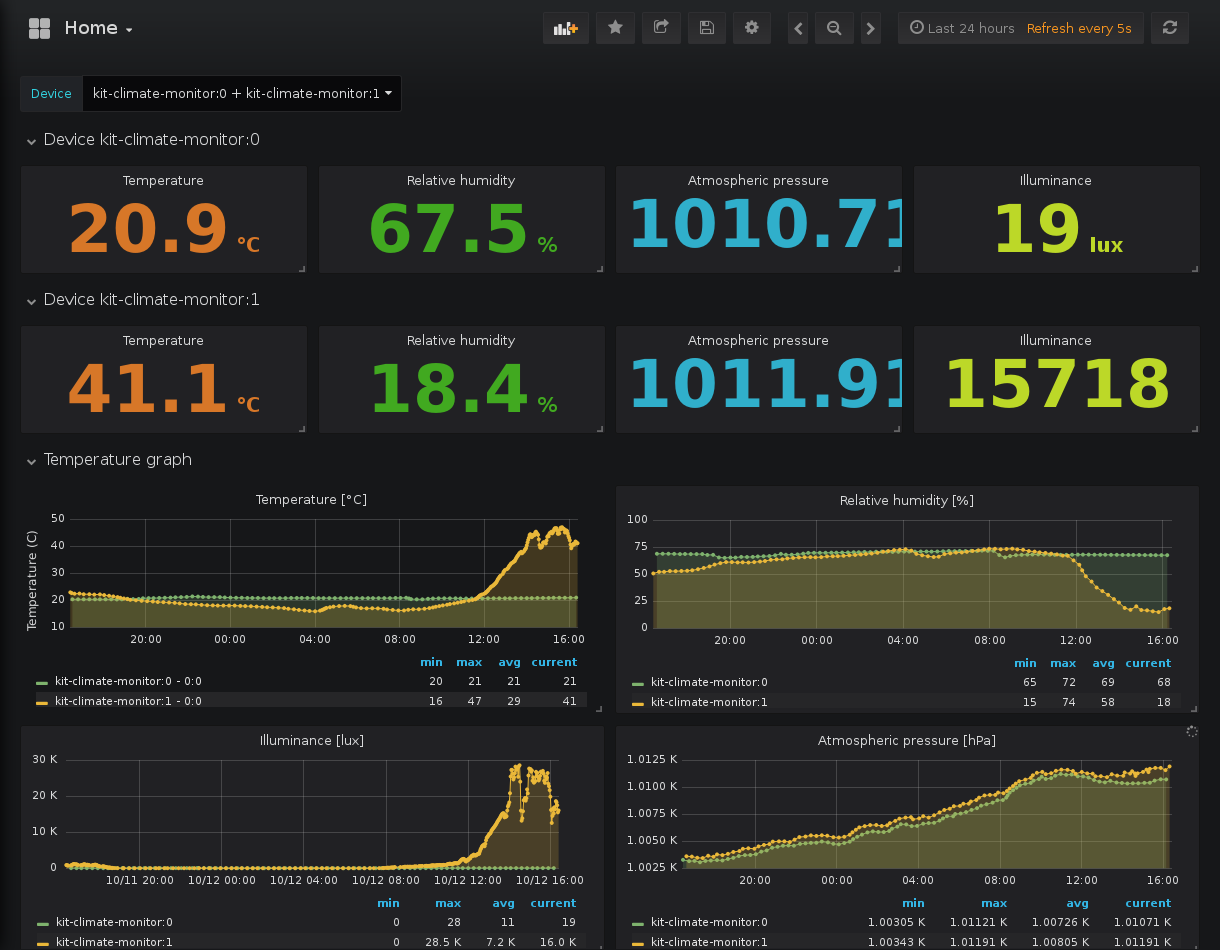 Home
Last 24 hours Refresh every 5s
Device kit-climate-monitor:0 + kit-climate-monitor:1
Device kit-climate-monitor:0
Temperature Relative humidity Atmospheric pressure Illuminance
20.9 °C 67.5 % 1010.71 19 lux
Device kit-climate-monitor:1
Temperature Relative humidity Atmospheric pressure Illuminance
41.1 °C 18.4 % 1011.91 15718
Temperature graph
Temperature [°C]
Temperature (C)
50
40
30
20
10
20:00 00:00 04:00 08:00 12:00 16:00
min max avg current
kit-climate-monitor:0 - 0:0 20 21 21 21
kit-climate-monitor:1 - 0:0 16 47 29 41
Relative humidity [%]
100
75
50
25
0
20:00 00:00 04:00 08:00 12:00 16:00
min max avg current
kit-climate-monitor:0 65 72 69 68
kit-climate-monitor:1 15 74 58 18
Illuminance [lux]
30 K
20 K
10 K
0
10/11 20:00 10/12 00:00 10/12 04:00 10/12 08:00 10/12 12:00 10/12 16:00
min max avg current
kit-climate-monitor:0 0 28 11 19
kit-climate-monitor:1 0 28.5 K 7.2 K 16.0 K
Atmospheric pressure [hPa]
1.0125 K
1.0100 K
1.0075 K
1.0050 K
1.0025 K
20:00 00:00 04:00 08:00 12:00 16:00
min max avg current
kit-climate-monitor:0 1.00305 K 1.01121 K 1.00726 K 1.01071 K
kit-climate-monitor:1 1.00343 K 1.01191 K 1.00805 K 1.01191 K